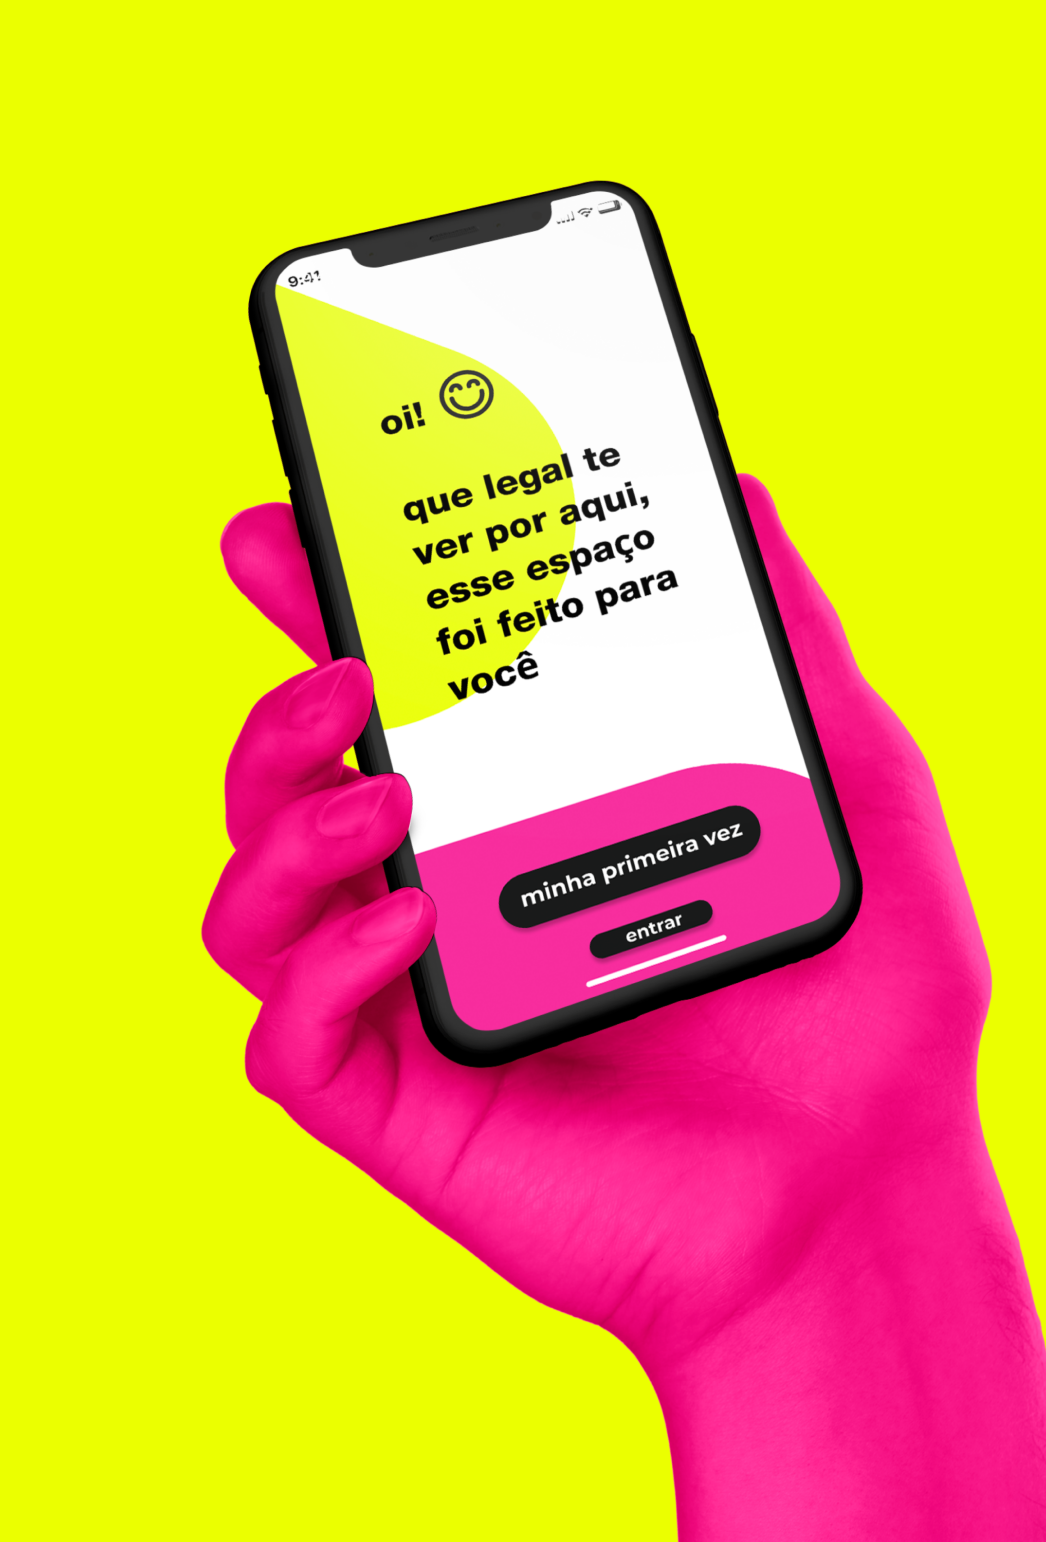 9:41
oi!
que legal te
ver por aqui,
esse espaço
foi feito para
você
minha primeira vez
entrar